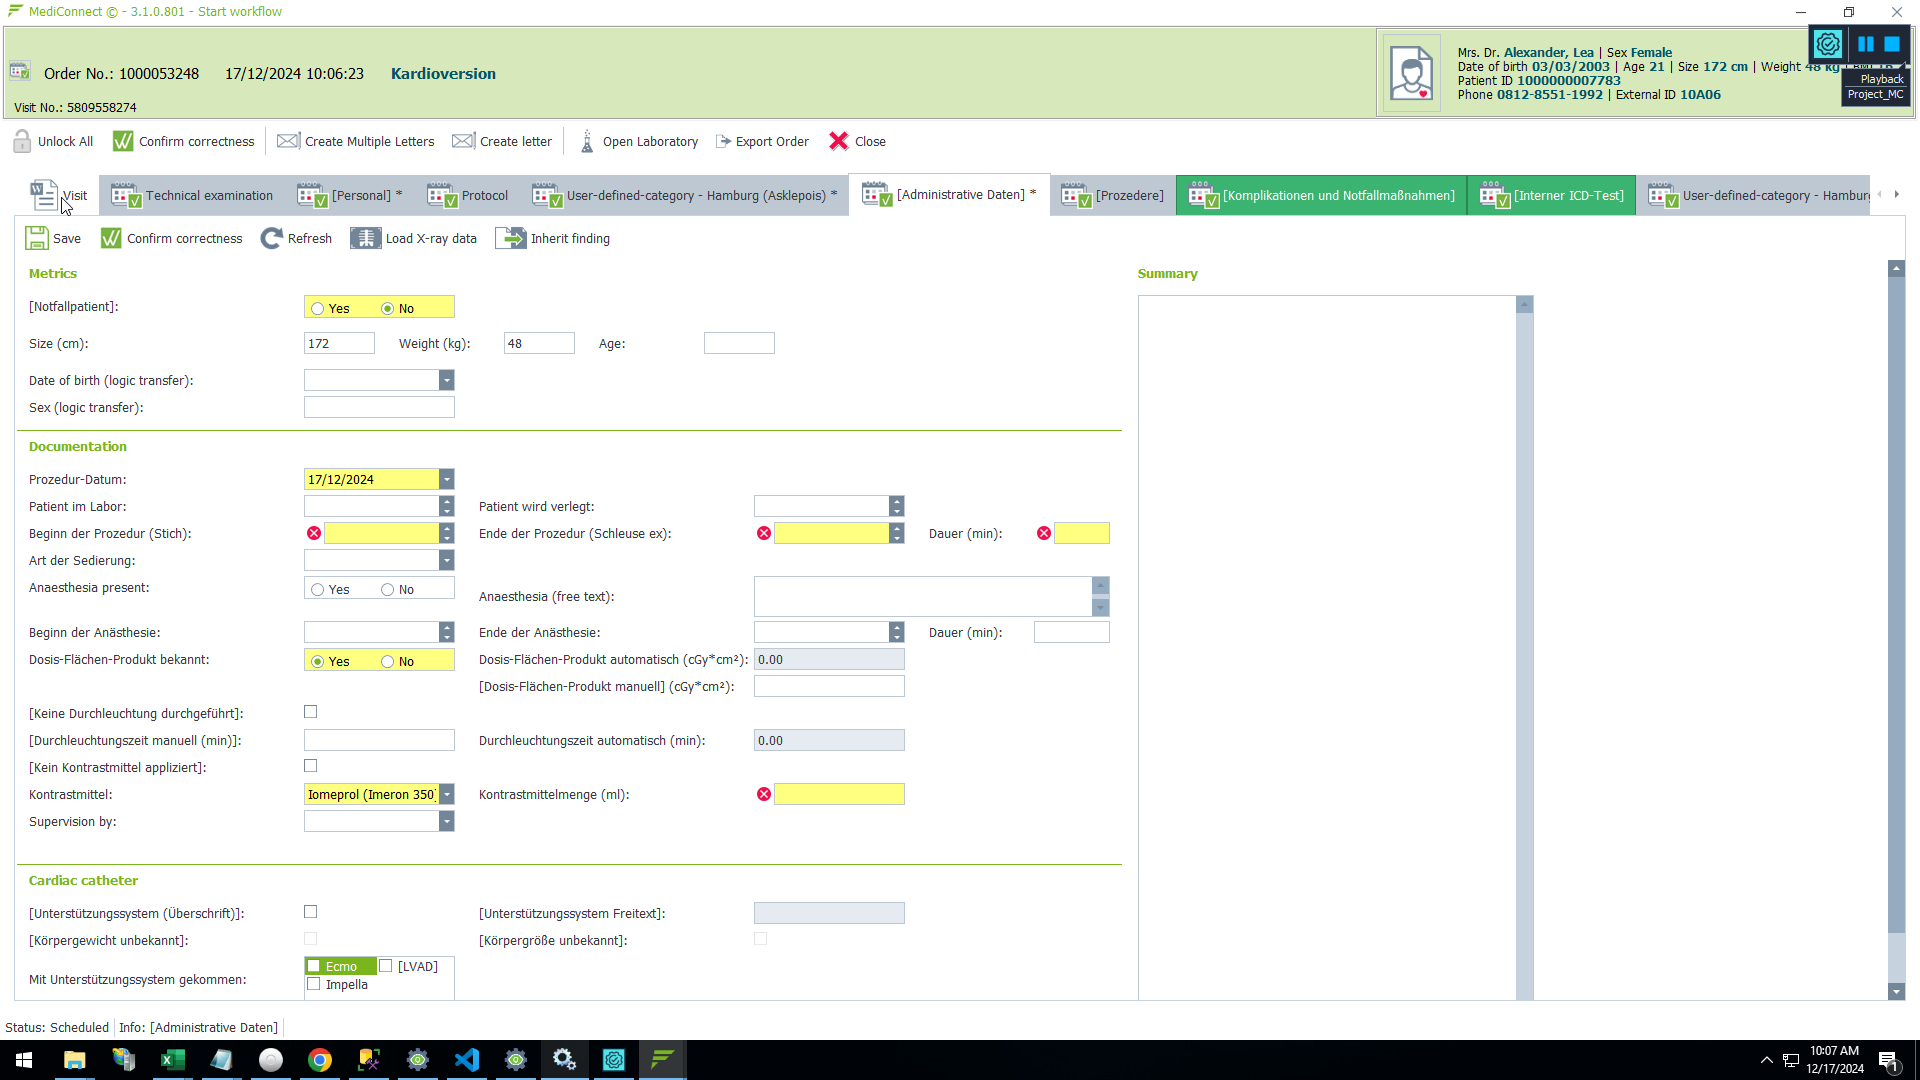 MediConnect © - 3.1.0.801 - Start workflow
Order No.: 1000053248 17/12/2024 10:06:23 Kardioversion
Visit No.: 5809558274
Mrs. Dr. Alexander, Lea | Sex Female
Date of birth 03/03/2003 | Age 21 | Size 172 cm | Weight 48 kg
Patient ID 1000000007783
Phone 0812-8551-1992 | External ID 10A06
Playback
Project_MC
Unlock All Confirm correctness Create Multiple Letters Create letter Open Laboratory Export Order Close
Visit Technical examination [Personal] * Protocol User-defined-category - Hamburg (Asklepois) * [Administrative Daten] * [Prozedere] [Komplikationen und Notfallmaßnahmen] [Interner ICD-Test] User-defined-category - Hamburg
Save Confirm correctness Refresh Load X-ray data Inherit finding
Metrics Summary
[Notfallpatient]: Yes No
Size (cm): 172 Weight (kg): 48 Age:
Date of birth (logic transfer):
Sex (logic transfer):
Documentation
Prozedur-Datum: 17/12/2024
Patient im Labor: Patient wird verlegt:
Beginn der Prozedur (Stich): Ende der Prozedur (Schleuse ex): Dauer (min):
Art der Sedierung:
Anaesthesia present: Yes No Anaesthesia (free text):
Beginn der Anästhesie: Ende der Anästhesie: Dauer (min):
Dosis-Flächen-Produkt bekannt: Yes No Dosis-Flächen-Produkt automatisch (cGy*cm²): 0.00
[Dosis-Flächen-Produkt manuell] (cGy*cm²):
[Keine Durchleuchtung durchgeführt]:
[Durchleuchtungszeit manuell (min)]: Durchleuchtungszeit automatisch (min): 0.00
[Kein Kontrastmittel appliziert]:
Kontrastmittel: Iomeprol (Imeron 350) Kontrastmittelmenge (ml):
Supervision by:
Cardiac catheter
[Unterstützungssystem (Überschrift)]: [Unterstützungssystem Freitext]:
[Körpergewicht unbekannt]: [Körpergröße unbekannt]:
Mit Unterstützungssystem gekommen: Ecmo [LVAD]
Impella
Status: Scheduled Info: [Administrative Daten]
10:07 AM
12/17/2024
1